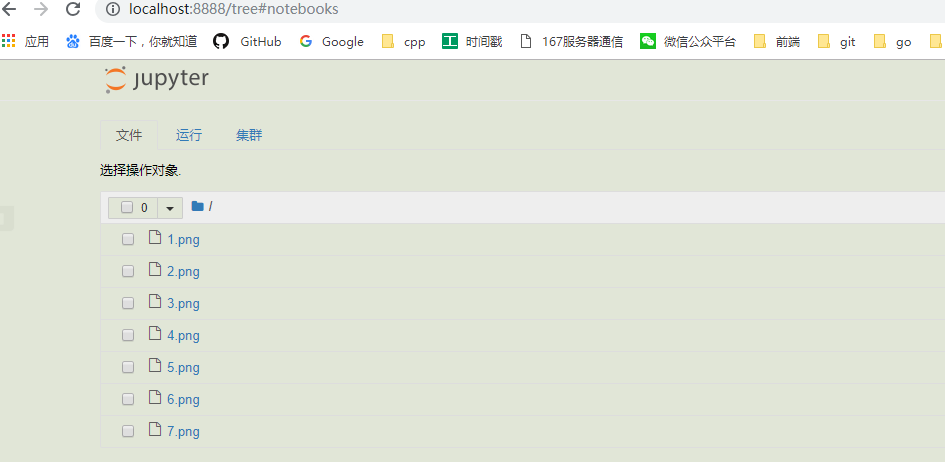 localhost:8888/tree#notebooks
应用 百度一下，你就知道 GitHub Google cpp 工 时间戳 167服务器通信 微信公众平台 前端 git go
jupyter
文件 运行 集群
选择操作对象.
0 /
1.png
2.png
3.png
4.png
5.png
6.png
7.png